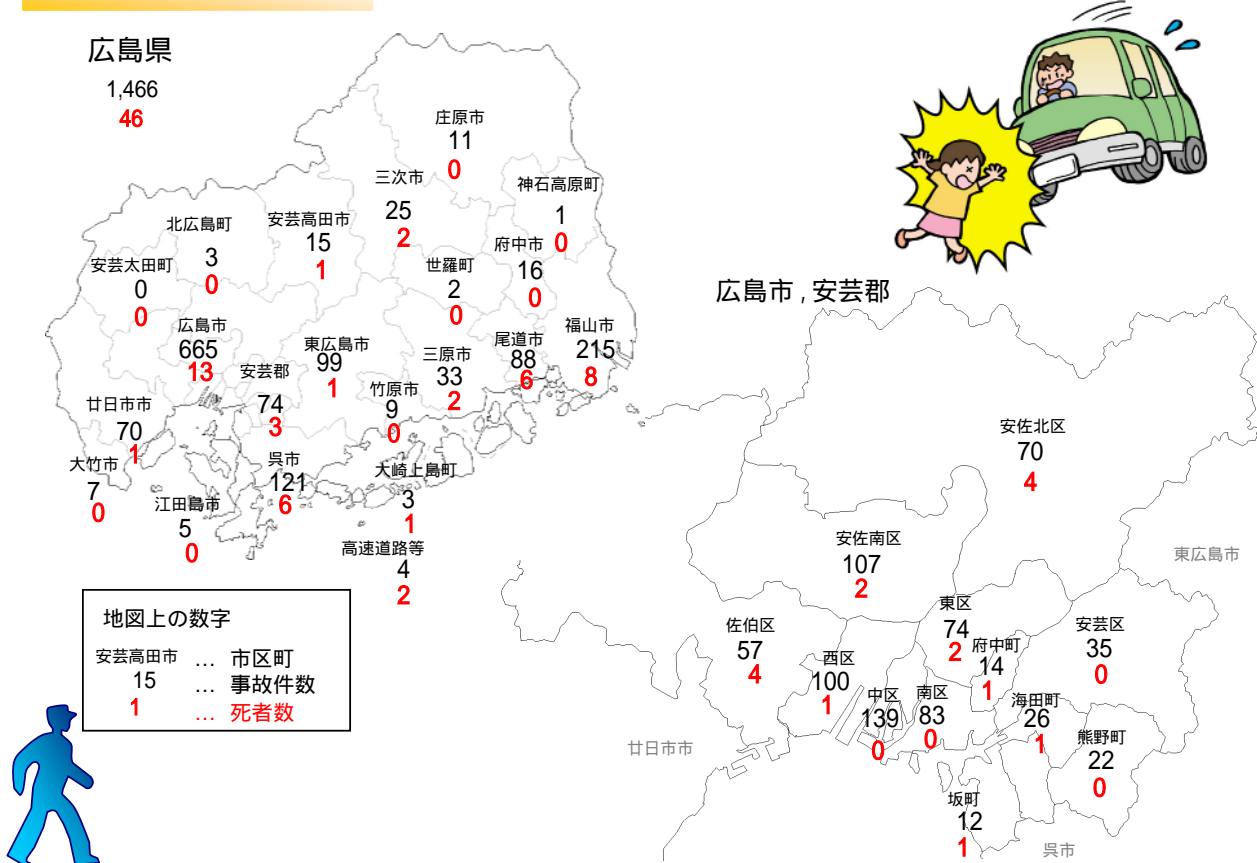 広島県
1,466
46
庄原市
11
0
三次市
25
2
神石高原町
1
0
北広島町
3
0
安芸高田市
15
1
府中市
16
0
安芸太田町
0
0
世羅町
2
0
広島市
665
13
東広島市
99
1
三原市
33
2
尾道市
88
6
福山市
215
8
安芸郡
74
3
竹原市
9
0
廿日市市
70
1
呉市
121
6
大崎上島町
3
1
大竹市
7
0
江田島市
5
0
高速道路等
4
2
地図上の数字
安芸高田市 … 市区町
15 … 事故件数
1 … 死者数
広島市 , 安芸郡
安佐北区
70
4
安佐南区
107
2
東広島市
東区
74
2
府中町
14
1
安芸区
35
0
佐伯区
57
4
西区
100
1
中区
139
0
南区
83
0
海田町
26
1
熊野町
22
0
廿日市市
坂町
12
1
呉市